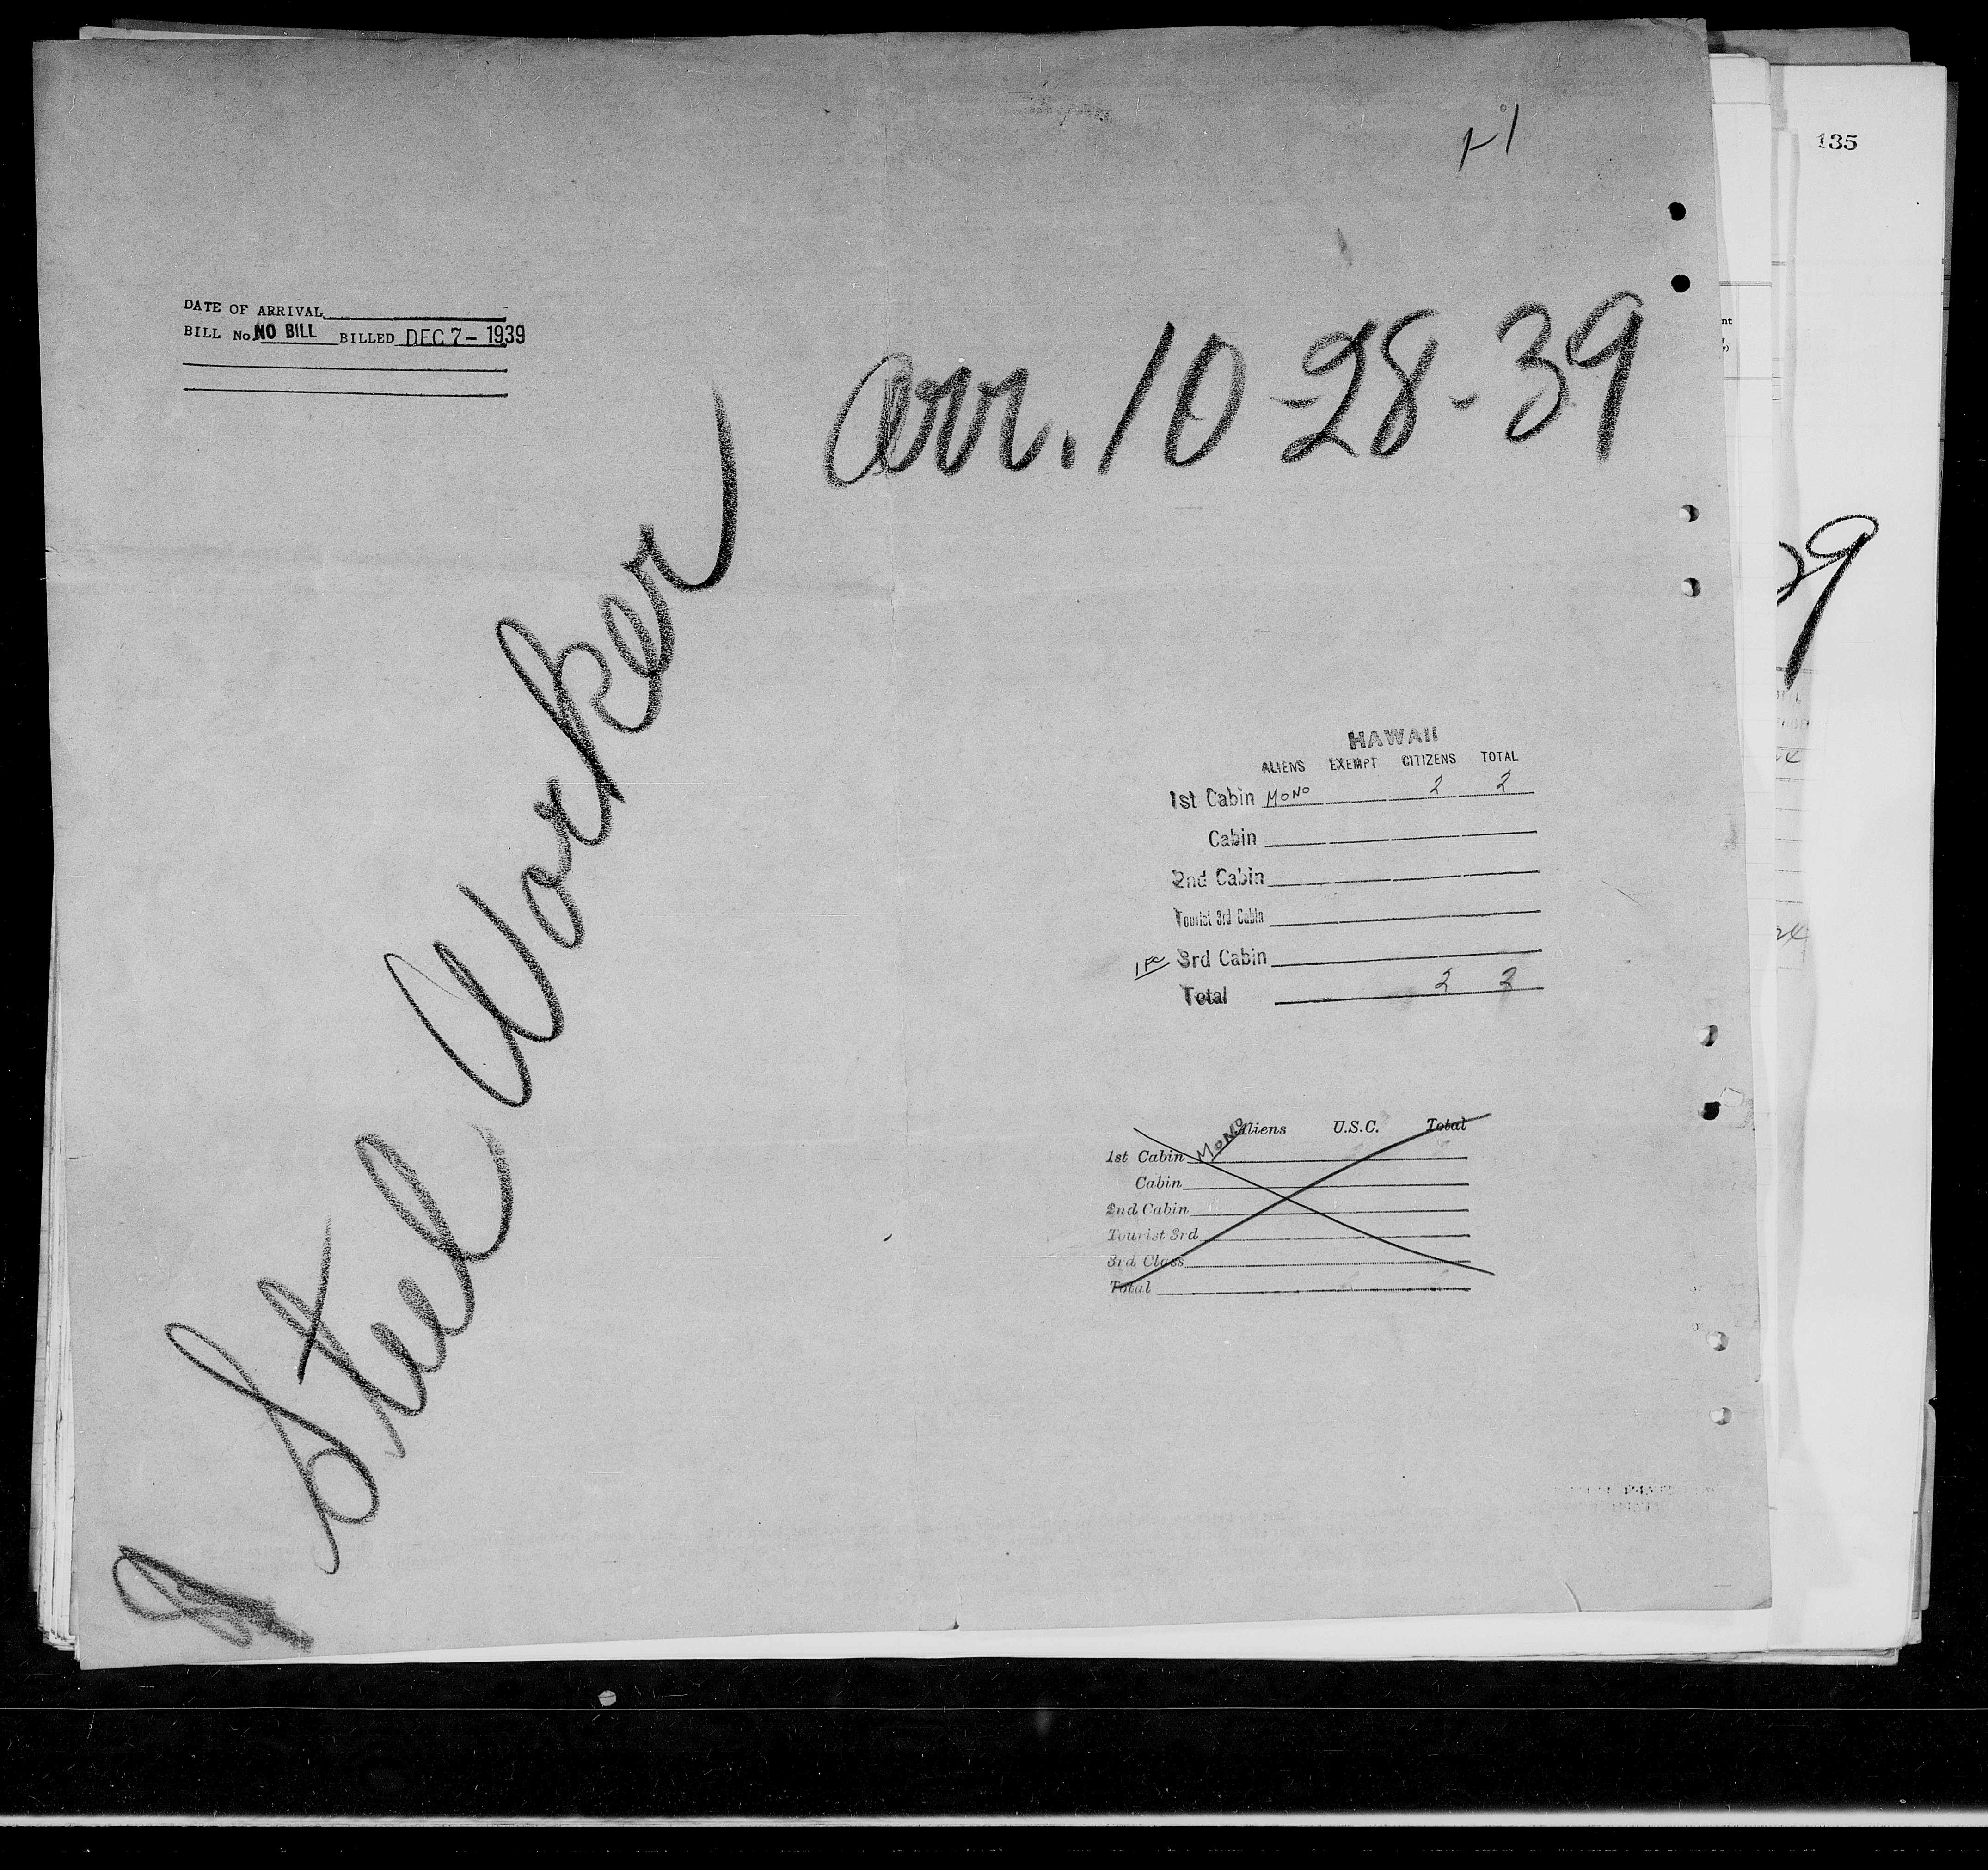 135
DATE OF ARRIVAL
BILL No. NO BILL BILLED DEC 7 - 1939
arr. 10-28-39
Steel Worker
39
HAWAII
ALIENS EXEMPT CITIZENS TOTAL
1st Cabin MONO 2 2
Cabin
2nd Cabin
Tourist 3rd Cabin
3rd Cabin
Total 2 2
Aliens U.S.C. Total
1st Cabin MONO
Cabin
2nd Cabin
Tourist 3rd
3rd Class
Total